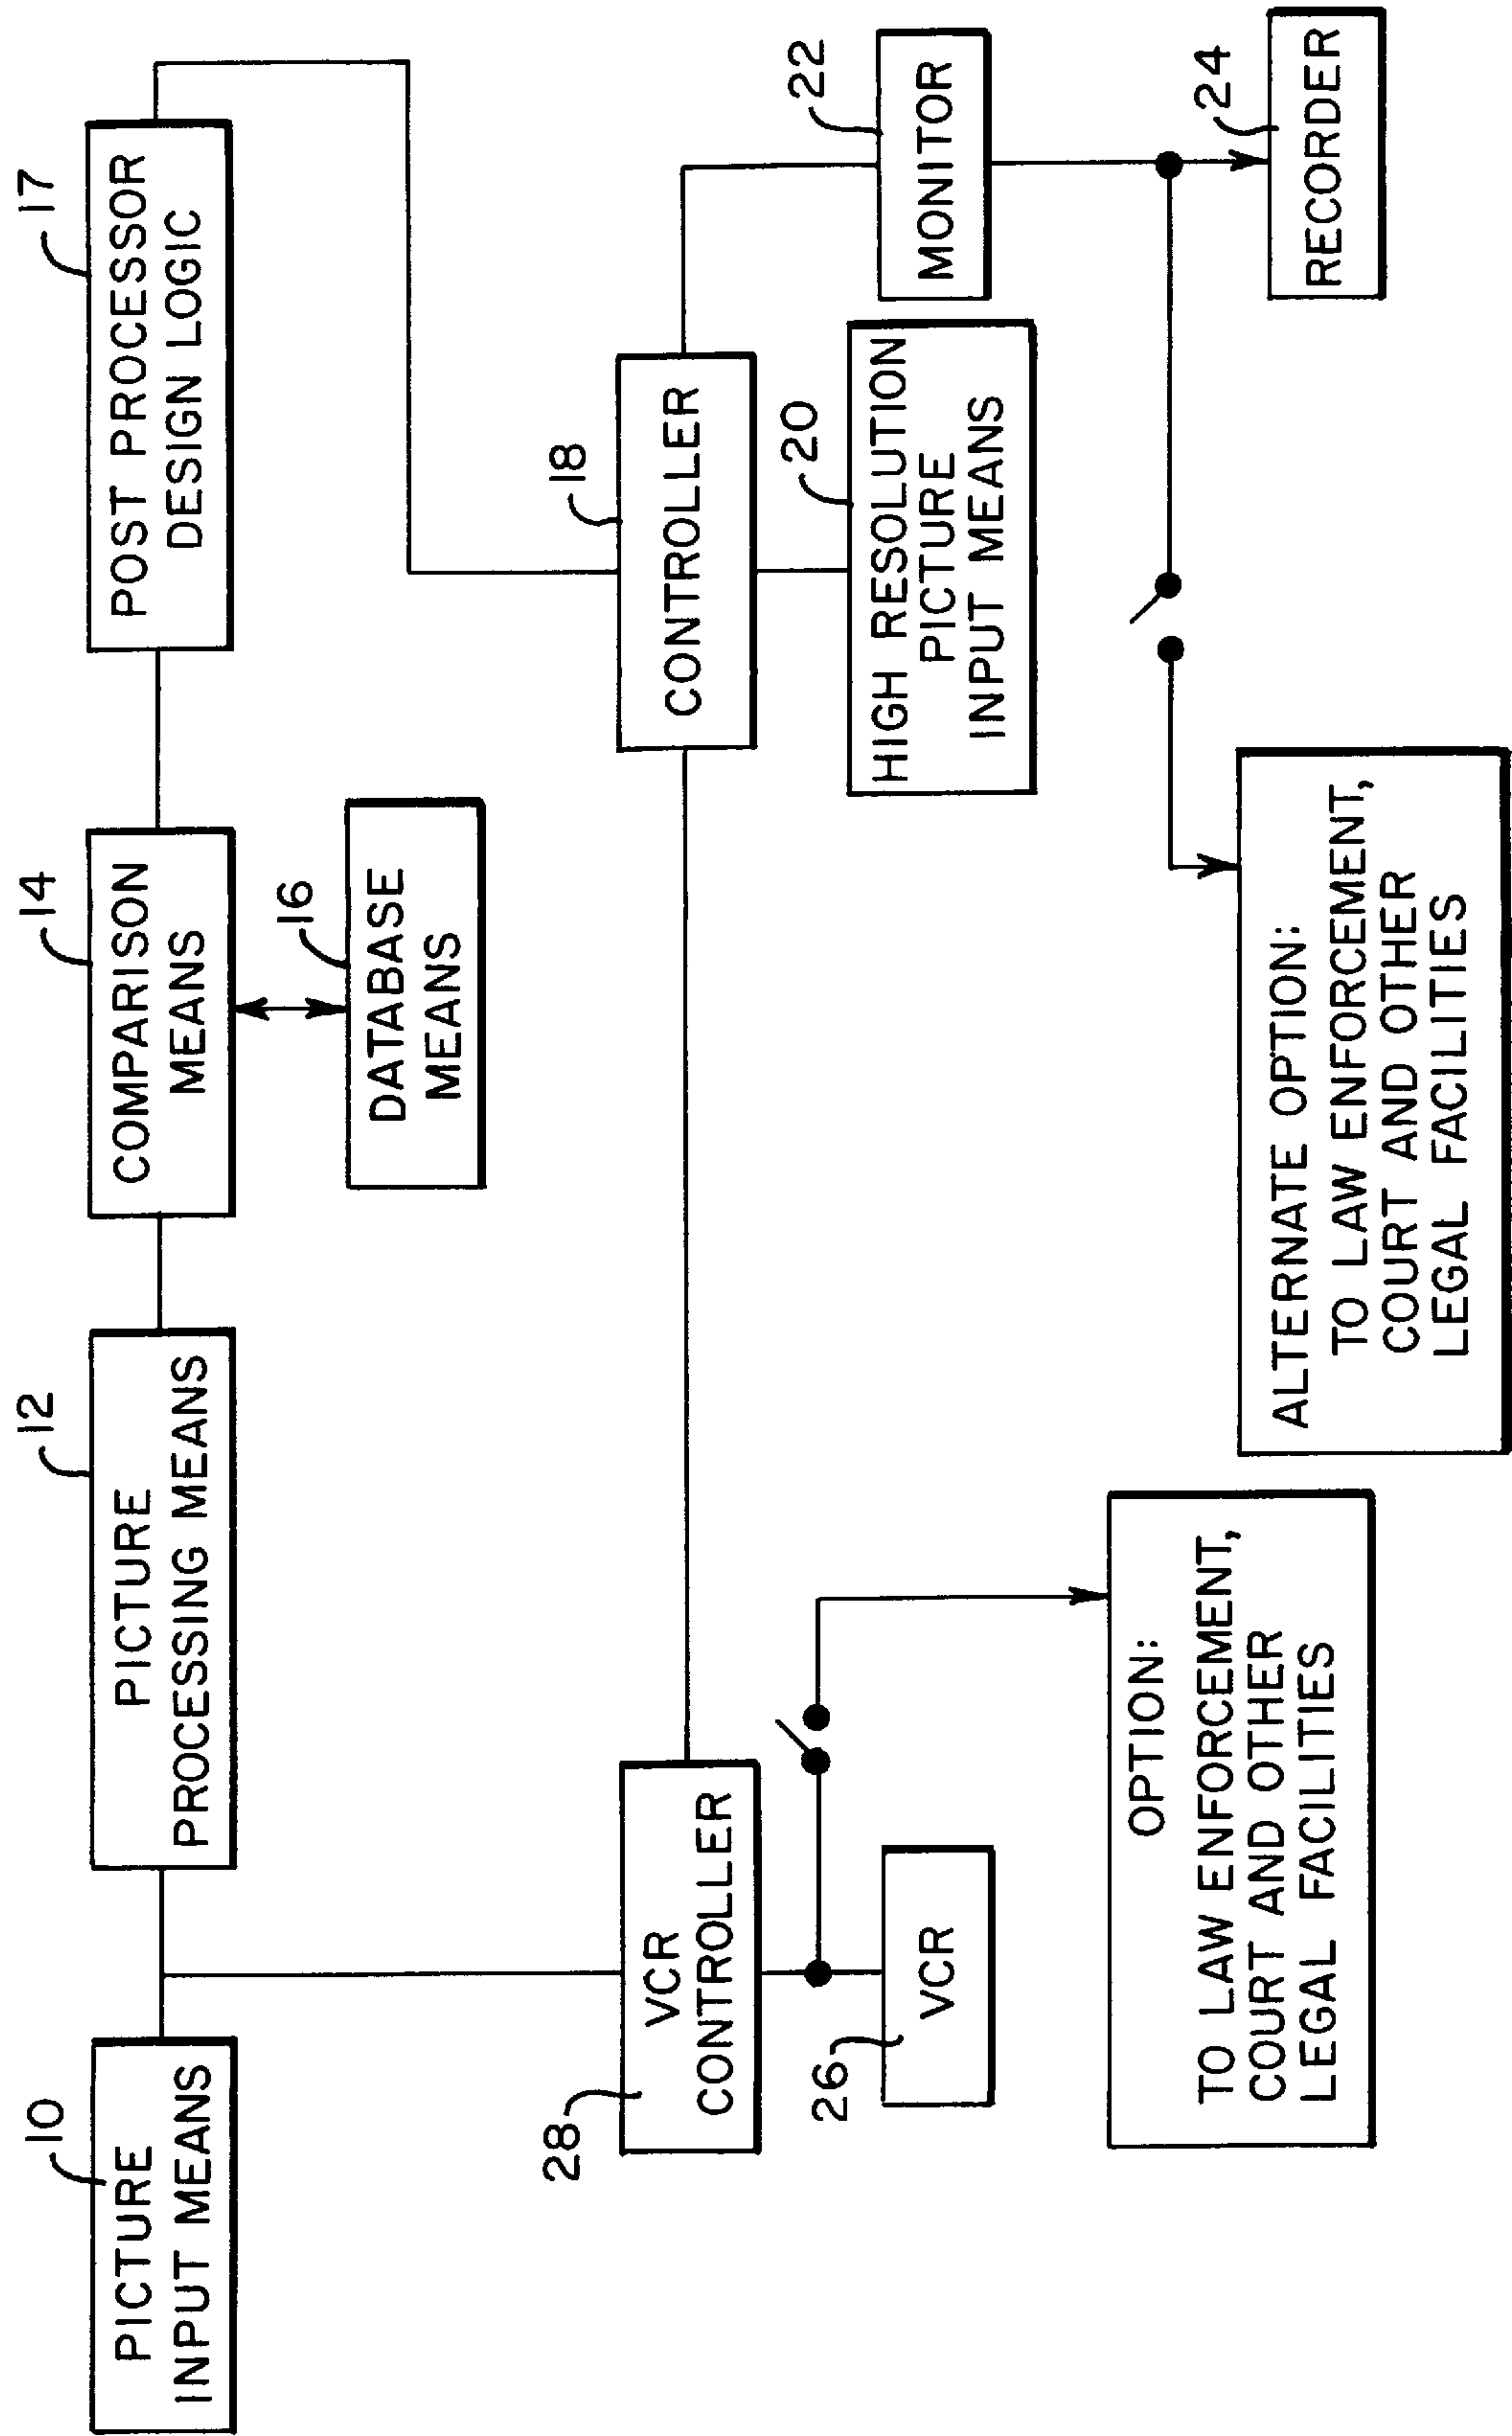 10
PICTURE
INPUT MEANS
12
PICTURE
PROCESSING MEANS
14
COMPARISON
MEANS
16
DATABASE
MEANS
17
POST PROCESSOR
DESIGN LOGIC
28
VCR
CONTROLLER
18
CONTROLLER
26
VCR
20
HIGH RESOLUTION
PICTURE
INPUT MEANS
22
MONITOR
24
RECORDER
OPTION:
TO LAW ENFORCEMENT,
COURT AND OTHER
LEGAL FACILITIES
ALTERNATE OPTION:
TO LAW ENFORCEMENT,
COURT AND OTHER
LEGAL FACILITIES